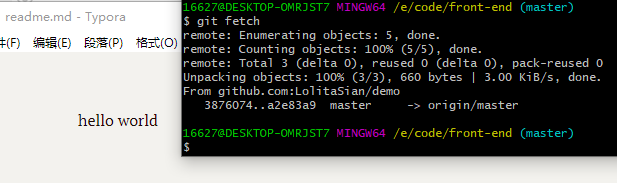 readme.md - Typora
件(F) 编辑(E) 段落(P) 格式(O)
hello world
16627@DESKTOP-OMRJST7 MINGW64 /e/code/front-end (master)
$ git fetch
remote: Enumerating objects: 5, done.
remote: Counting objects: 100% (5/5), done.
remote: Total 3 (delta 0), reused 0 (delta 0), pack-reused 0
Unpacking objects: 100% (3/3), 660 bytes | 3.00 KiB/s, done.
From github.com:LolitaSian/demo
   3876074..a2e83a9  master     -> origin/master
16627@DESKTOP-OMRJST7 MINGW64 /e/code/front-end (master)
$